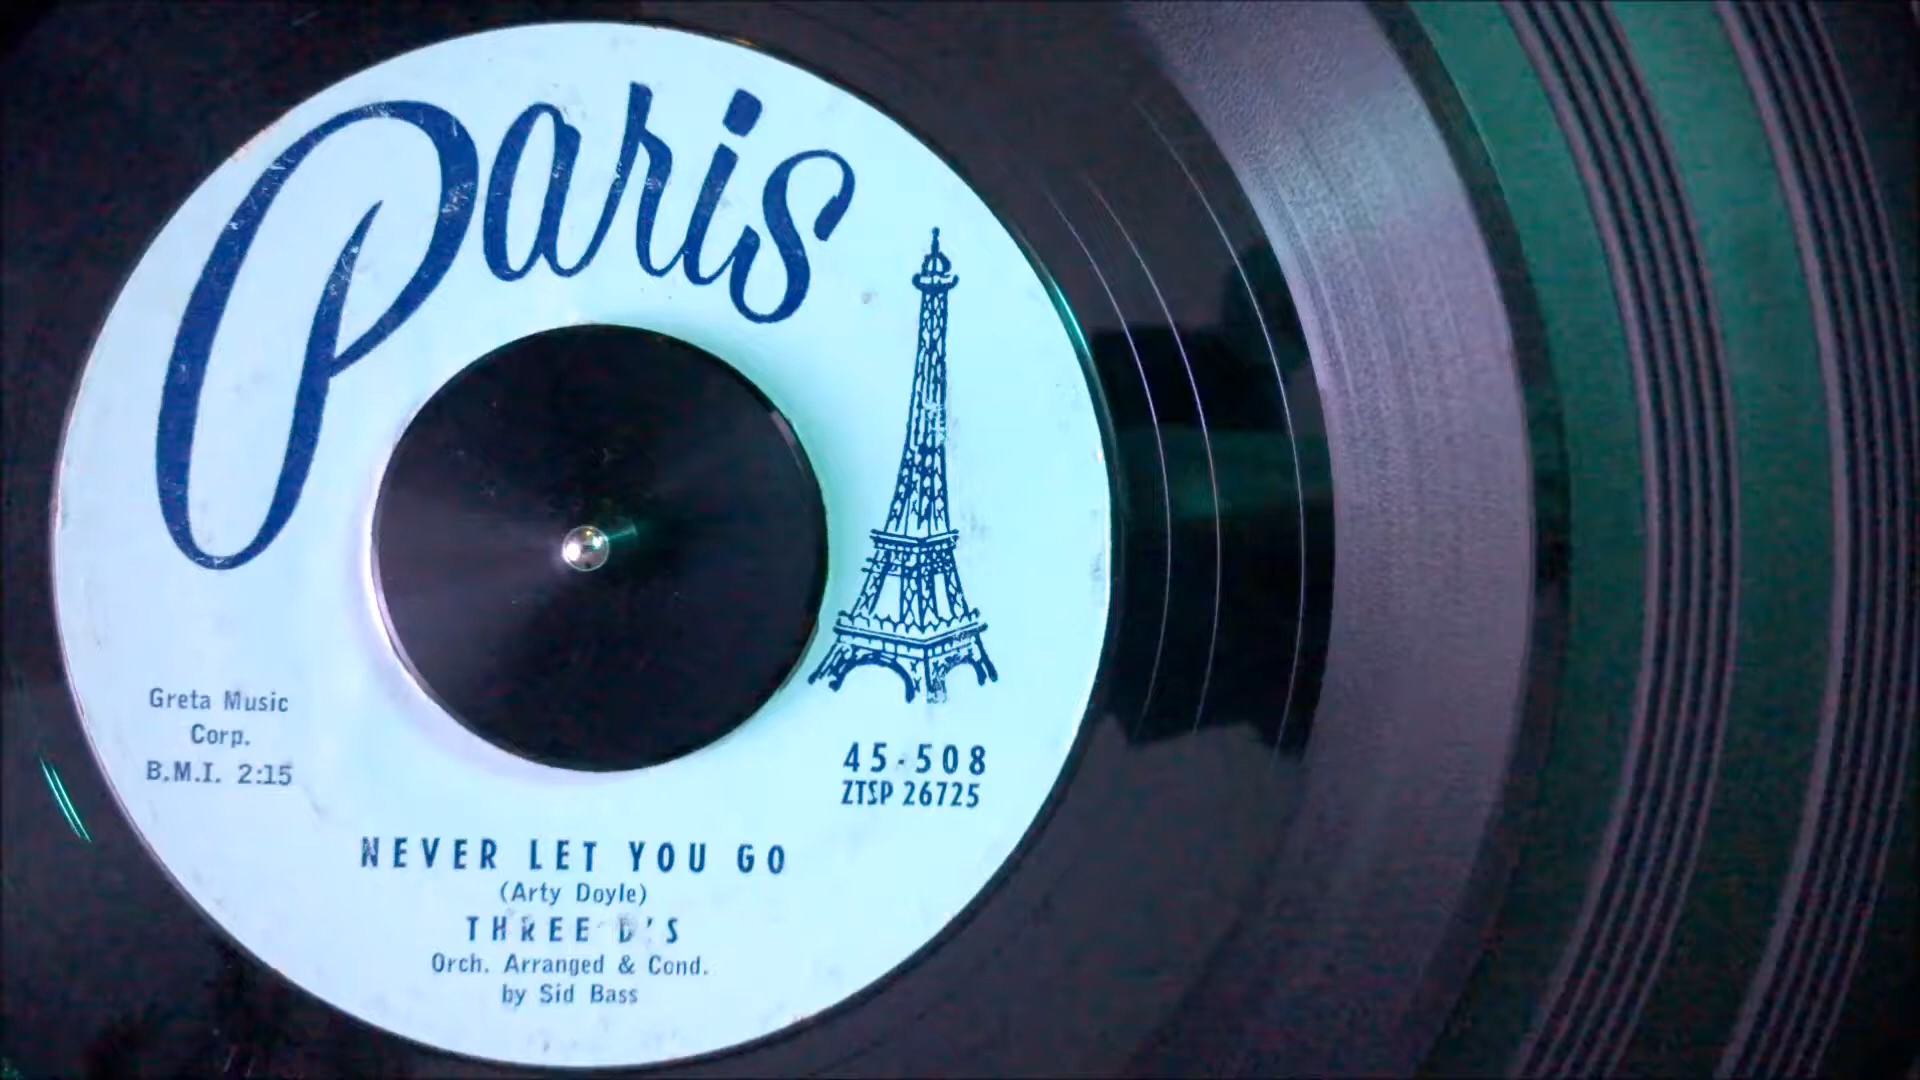 Paris
Greta Music
Corp.
B.M.I. 2:15
45-508
ZTSP 26725
NEVER LET YOU GO
(Arty Doyle)
THREE D'S
Orch. Arranged & Cond.
by Sid Bass